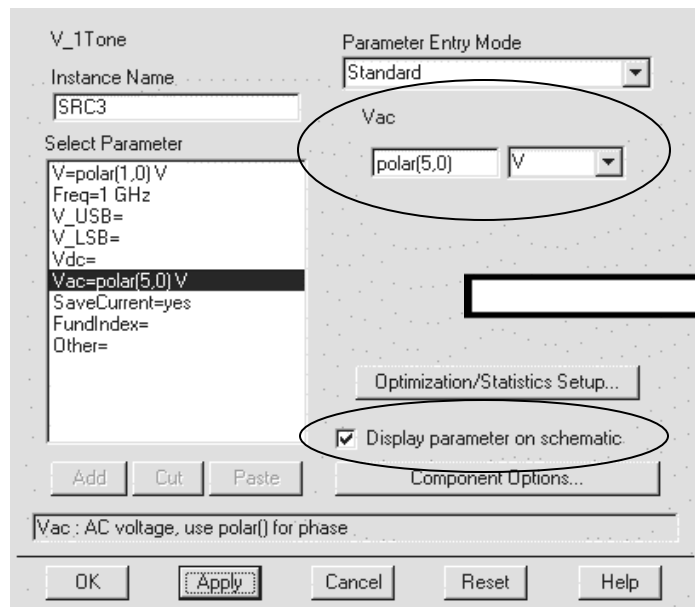 V_1Tone
Instance Name
SRC3
Select Parameter
V=polar(1,0) V
Freq=1 GHz
V_USB=
V_LSB=
Vdc=
Vac=polar(5,0) V
SaveCurrent=yes
FundIndex=
Other=
Add Cut Paste
Parameter Entry Mode
Standard
Vac
polar(5,0) V
Optimization/Statistics Setup...
Display parameter on schematic
Component Options...
Vac : AC voltage, use polar() for phase
OK Apply Cancel Reset Help